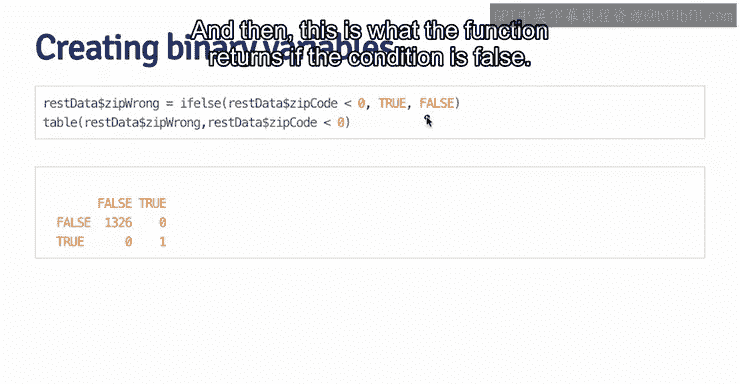 Creating binary variables
And then, this is what the function
returns if the condition is false.
restData$zipWrong = ifelse(restData$zipCode < 0, TRUE, FALSE)
table(restData$zipWrong,restData$zipCode < 0)
FALSE TRUE
FALSE 1326 0
TRUE 0 1